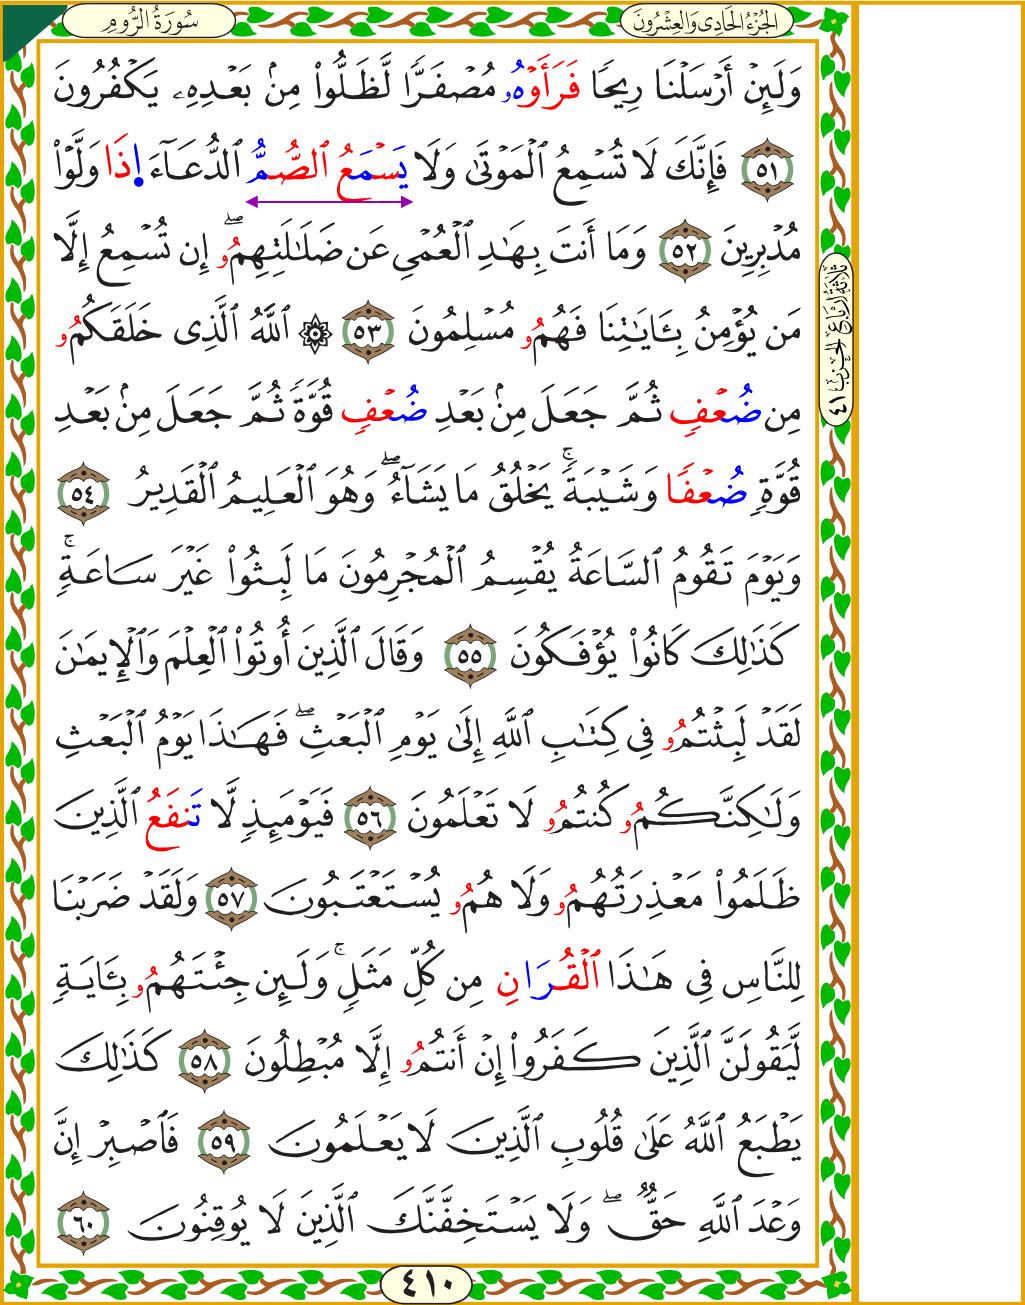 سُورَةُ الرُّومِ
الجُزْءُ الحَادِى وَالعِشْرُونَ
وَلَئِنْ أَرْسَلْنَا رِيحًا فَرَأَوْهُۥ مُصْفَرًّا لَّظَلُّوا۟ مِنۢ بَعْدِهِۦ يَكْفُرُونَ
٥١ فَإِنَّكَ لَا تُسْمِعُ ٱلْمَوْتَىٰ وَلَا يَسْمَعُ ٱلصُّمُّ ٱلدُّعَآءَ إِذَا وَلَّوْا۟
مُدْبِرِينَ ٥٢ وَمَا أَنتَ بِهَـٰدِ ٱلْعُمْىِ عَن ضَلَـٰلَتِهِمُۥ ۖ إِن تُسْمِعُ إِلَّا
مَن يُؤْمِنُ بِـَٔايَـٰتِنَا فَهُمُۥ مُسْلِمُونَ ٥٣ ۞ ٱللَّهُ ٱلَّذِى خَلَقَكُمُۥ
مِن ضُعْفٍ ثُمَّ جَعَلَ مِنۢ بَعْدِ ضُعْفٍ قُوَّةً ثُمَّ جَعَلَ مِنۢ بَعْدِ
قُوَّةٍ ضُعْفًا وَشَيْبَةً ۚ يَخْلُقُ مَا يَشَآءُ ۖ وَهُوَ ٱلْعَلِيمُ ٱلْقَدِيرُ ٥٤
وَيَوْمَ تَقُومُ ٱلسَّاعَةُ يُقْسِمُ ٱلْمُجْرِمُونَ مَا لَبِثُوا۟ غَيْرَ سَاعَةٍ ۚ
كَذَٰلِكَ كَانُوا۟ يُؤْفَكُونَ ٥٥ وَقَالَ ٱلَّذِينَ أُوتُوا۟ ٱلْعِلْمَ وَٱلْإِيمَـٰنَ
لَقَدْ لَبِثْتُمُۥ فِى كِتَـٰبِ ٱللَّهِ إِلَىٰ يَوْمِ ٱلْبَعْثِ ۖ فَهَـٰذَا يَوْمُ ٱلْبَعْثِ
وَلَـٰكِنَّكُمُۥ كُنتُمُۥ لَا تَعْلَمُونَ ٥٦ فَيَوْمَئِذٍ لَّا تَنفَعُ ٱلَّذِينَ
ظَلَمُوا۟ مَعْذِرَتُهُمُۥ وَلَا هُمُۥ يُسْتَعْتَبُونَ ٥٧ وَلَقَدْ ضَرَبْنَا
لِلنَّاسِ فِى هَـٰذَا ٱلْقُرَانِ مِن كُلِّ مَثَلٍ ۚ وَلَئِن جِئْتَهُمُۥ بِـَٔايَةٍ
لَّيَقُولَنَّ ٱلَّذِينَ كَفَرُوا۟ إِنْ أَنتُمُۥ إِلَّا مُبْطِلُونَ ٥٨ كَذَٰلِكَ
يَطْبَعُ ٱللَّهُ عَلَىٰ قُلُوبِ ٱلَّذِينَ لَا يَعْلَمُونَ ٥٩ فَٱصْبِرْ إِنَّ
وَعْدَ ٱللَّهِ حَقٌّ ۖ وَلَا يَسْتَخِفَّنَّكَ ٱلَّذِينَ لَا يُوقِنُونَ ٦٠
ثَلَاثَةُ أَرْبَاعِ الحِزْب ٤١
٤١٠